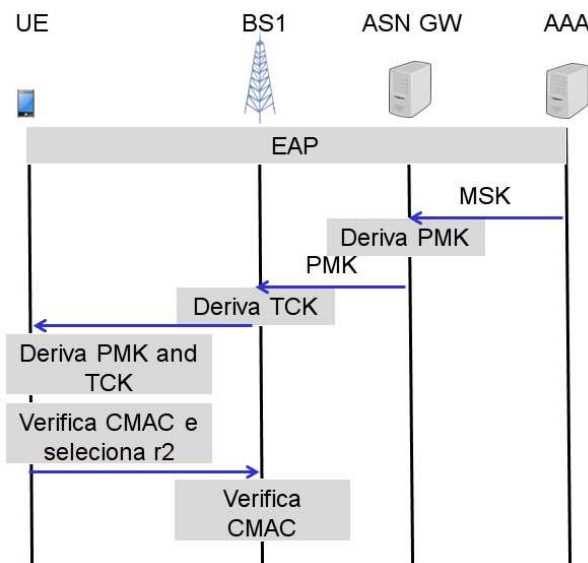 UE BS1 ASN GW AAA
EAP
MSK
Deriva PMK
PMK
Deriva TCK
Deriva PMK and
TCK
Verifica CMAC e
seleciona r2
Verifica
CMAC